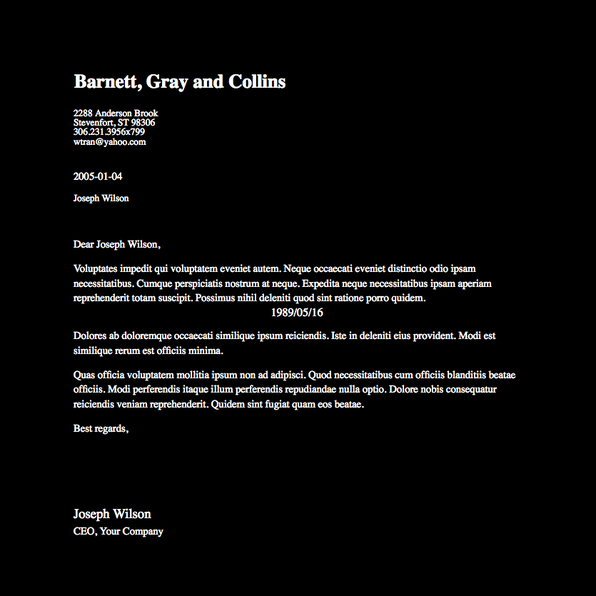 Barnett, Gray and Collins
2288 Anderson Brook
Stevenfort, ST 98306
306.231.3956x799
wtran@yahoo.com
2005-01-04
Joseph Wilson
Dear Joseph Wilson,
Voluptates impedit qui voluptatem eveniet autem. Neque occaecati eveniet distinctio odio ipsam
necessitatibus. Cumque perspiciatis nostrum at neque. Expedita neque necessitatibus ipsam aperiam
reprehenderit totam suscipit. Possimus nihil deleniti quod sint ratione porro quidem.
1989/05/16
Dolores ab doloremque occaecati similique ipsum reiciendis. Iste in deleniti eius provident. Modi est
similique rerum est officiis minima.
Quas officia voluptatem mollitia ipsum non ad adipisci. Quod necessitatibus cum officiis blanditiis beatae
officiis. Modi perferendis itaque illum perferendis repudiandae nulla optio. Dolore nobis consequatur
reiciendis veniam reprehenderit. Quidem sint fugiat quam eos beatae.
Best regards,
Joseph Wilson
CEO, Your Company